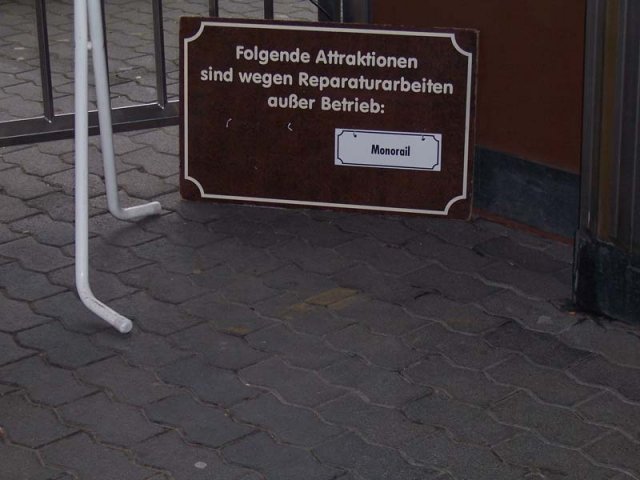 Folgende Attraktionen
sind wegen Reparaturarbeiten
außer Betrieb:
Monorail